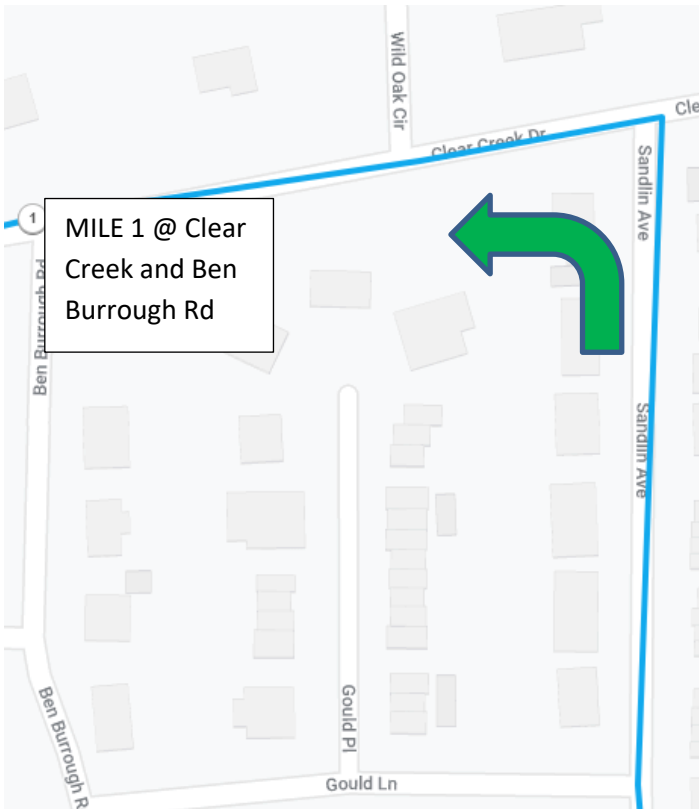 Wild Oak Cir
Cle
Clear Creek Dr
Sandlin Ave
1
MILE 1 @ Clear
Creek and Ben
Burrough Rd
Ben Burrough Rd
Sandlin Ave
Ben Burrough R
Gould Pl
Gould Ln